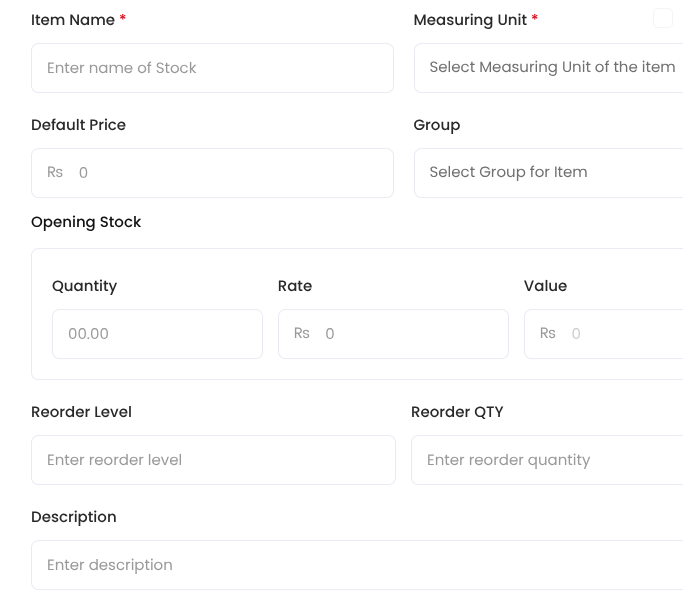 Item Name *
Measuring Unit *
Enter name of Stock
Select Measuring Unit of the item
Default Price
Group
Rs 0
Select Group for Item
Opening Stock
Quantity
Rate
Value
00.00
Rs 0
Rs 0
Reorder Level
Reorder QTY
Enter reorder level
Enter reorder quantity
Description
Enter description